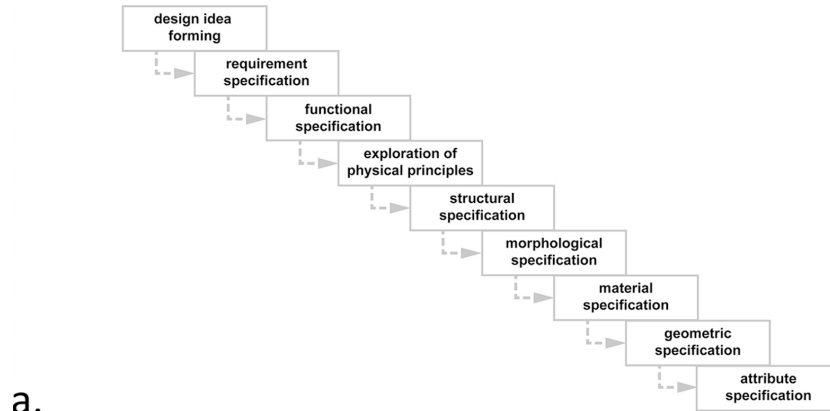 design idea
forming
requirement
specification
functional
specification
exploration of
physical principles
structural
specification
morphological
specification
material
specification
geometric
specification
attribute
specification
a.